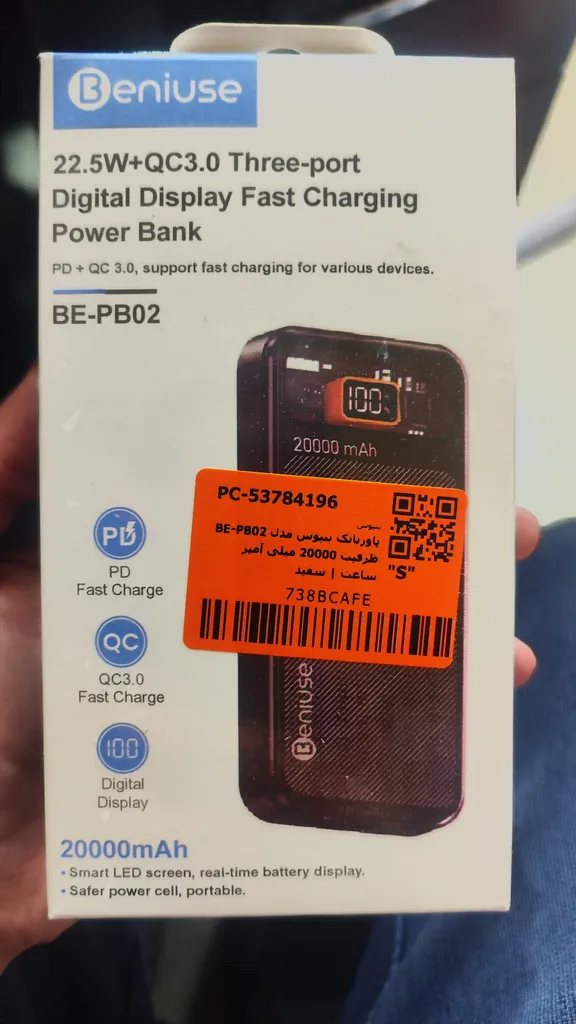 Beniuse
22.5W+QC3.0 Three-port
Digital Display Fast Charging
Power Bank
PD + QC 3.0, support fast charging for various devices.
BE-PB02
100
20000 mAh
PC-53784196
بنیوس
پاوربانک بنیوس مدل BE-PB02
ظرفیت 20000 میلی آمپر
ساعت | سفید
"S"
738BCAFE
Beniuse
PD
PD
Fast Charge
QC
QC3.0
Fast Charge
100
Digital
Display
20000mAh
• Smart LED screen, real-time battery display.
• Safer power cell, portable.